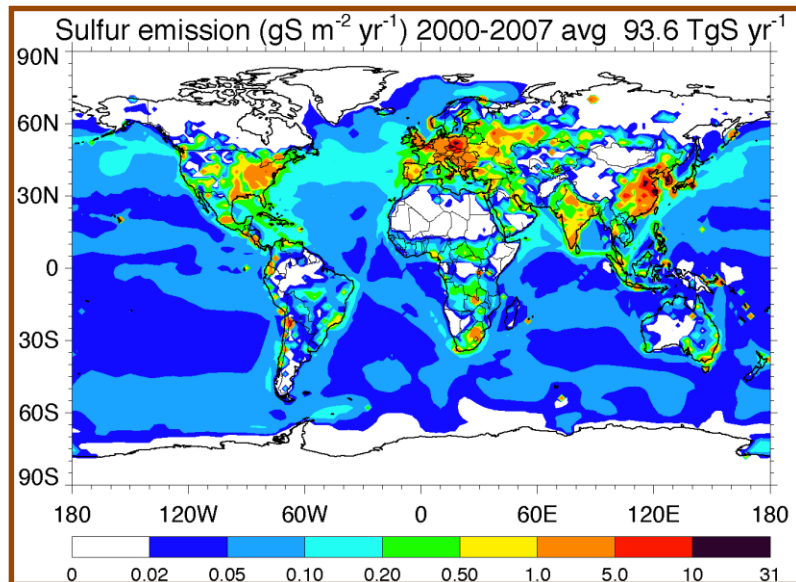 Sulfur emission (gS m⁻² yr⁻¹) 2000-2007 avg 93.6 TgS yr⁻¹
90N
60N
30N
0
30S
60S
90S
180 120W 60W 0 60E 120E 180
0 0.02 0.05 0.10 0.20 0.50 1.0 5.0 10 31